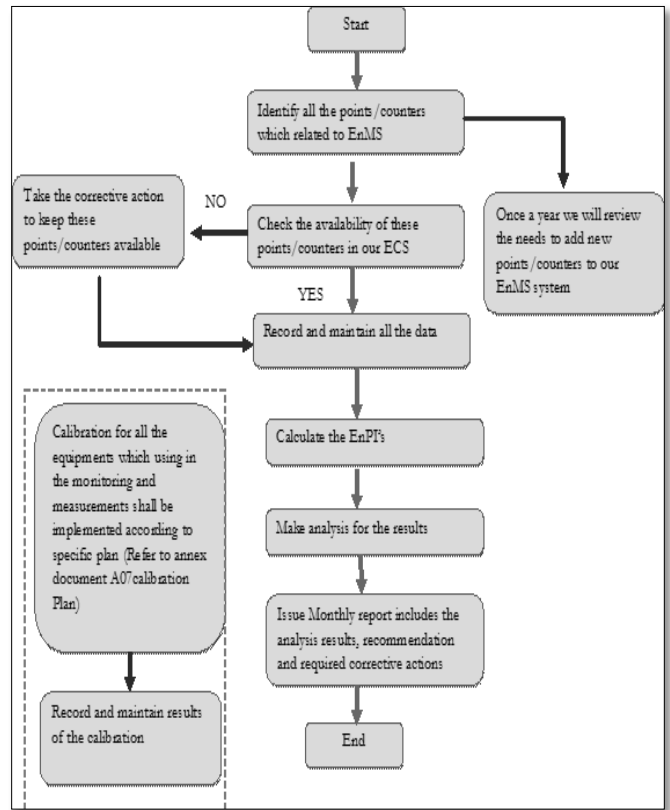 Start
Identify all the points/counters
which related to EnMS
Take the corrective action
to keep these
points/counters available
NO
Check the availability of these
points/counters in our ECS
Once a year we will review
the needs to add new
points/counters to our
EnMS system
YES
Record and maintain all the data
Calibration for all the
equipments which using in
the monitoring and
measurements shall be
implemented according to
specific plan (Refer to annex
document A07calibration
Plan)
Calculate the EnPI's
Make analysis for the results
Issue Monthly report includes the
analysis results, recommendation
and required corrective actions
Record and maintain results
of the calibration
End